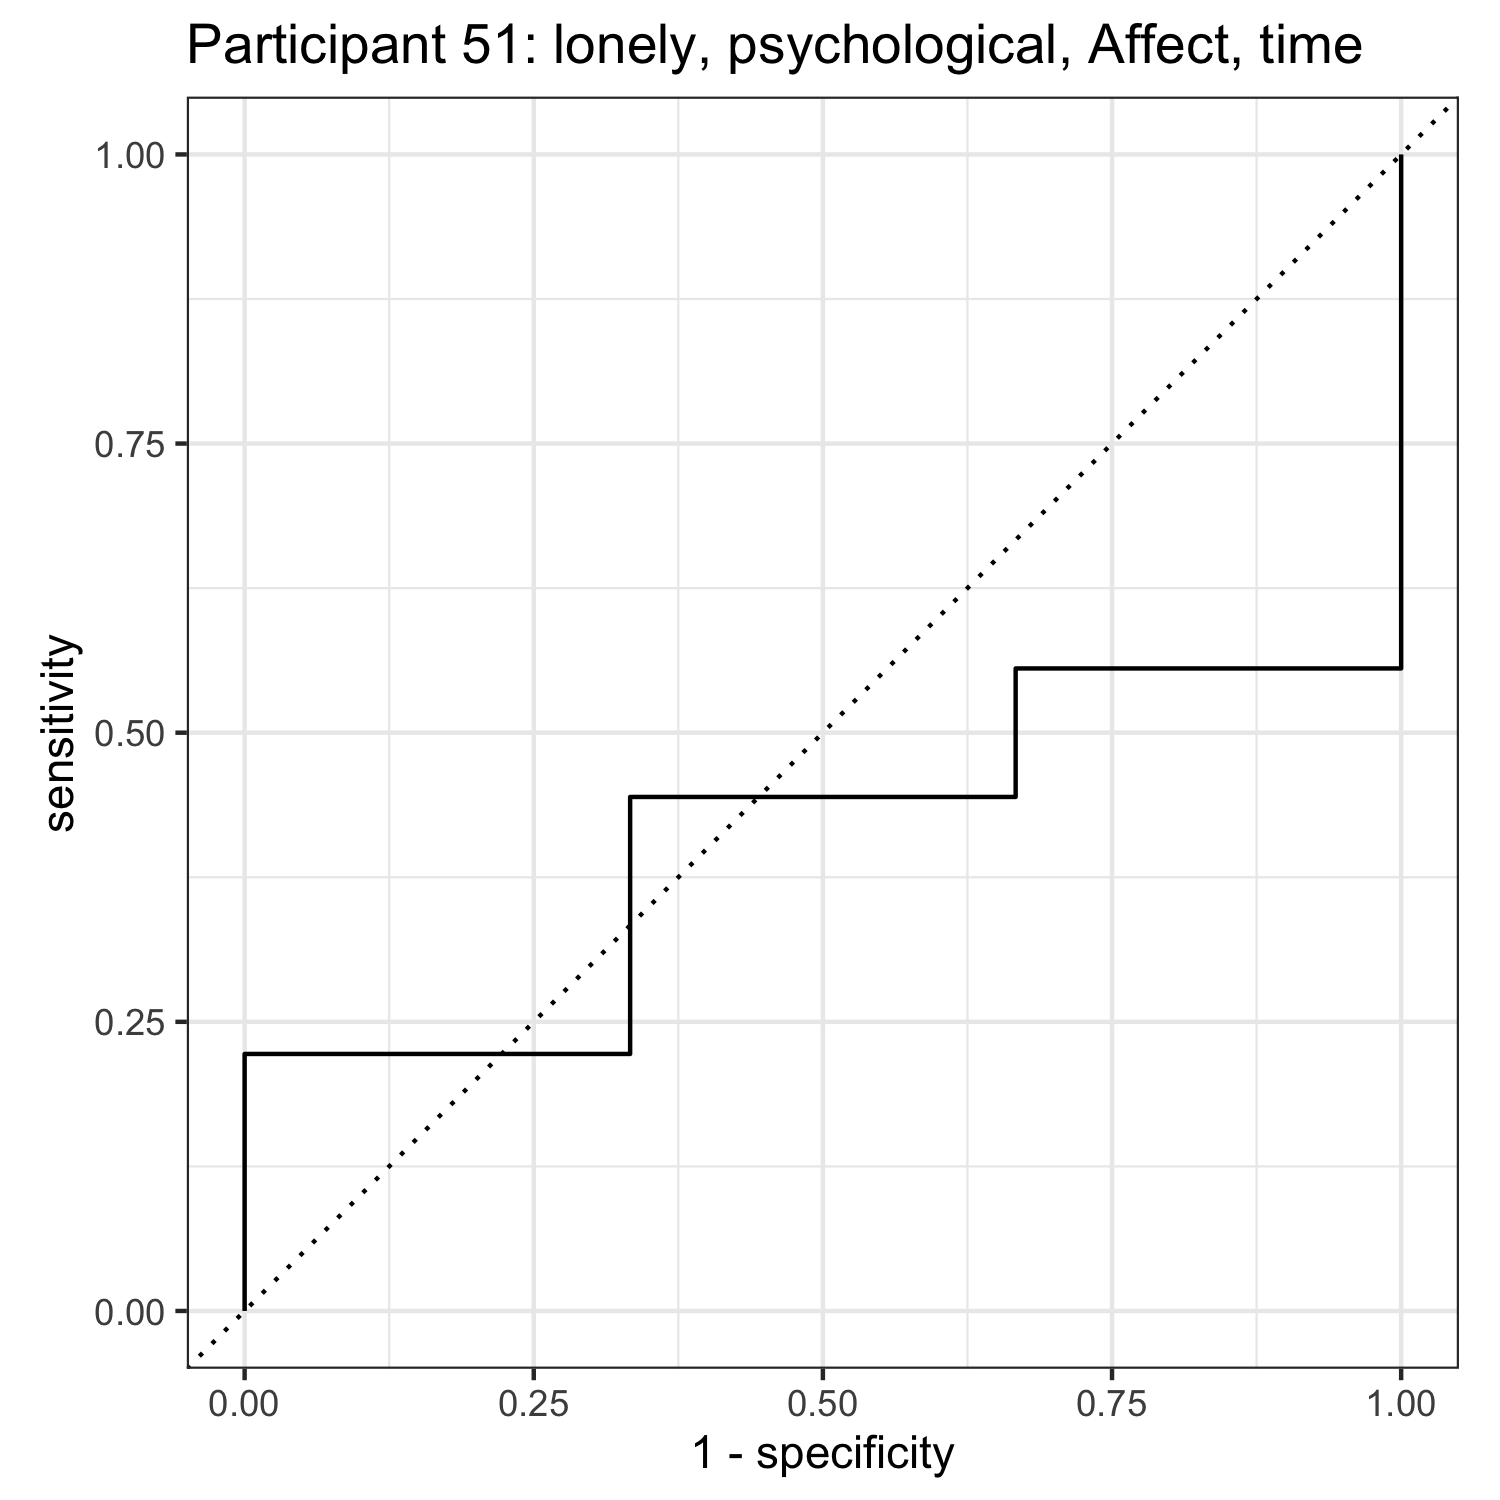 Participant 51: lonely, psychological, Affect, time
1.00
0.75
0.50
0.25
0.00
sensitivity
0.00 0.25 0.50 0.75 1.00
1 - specificity